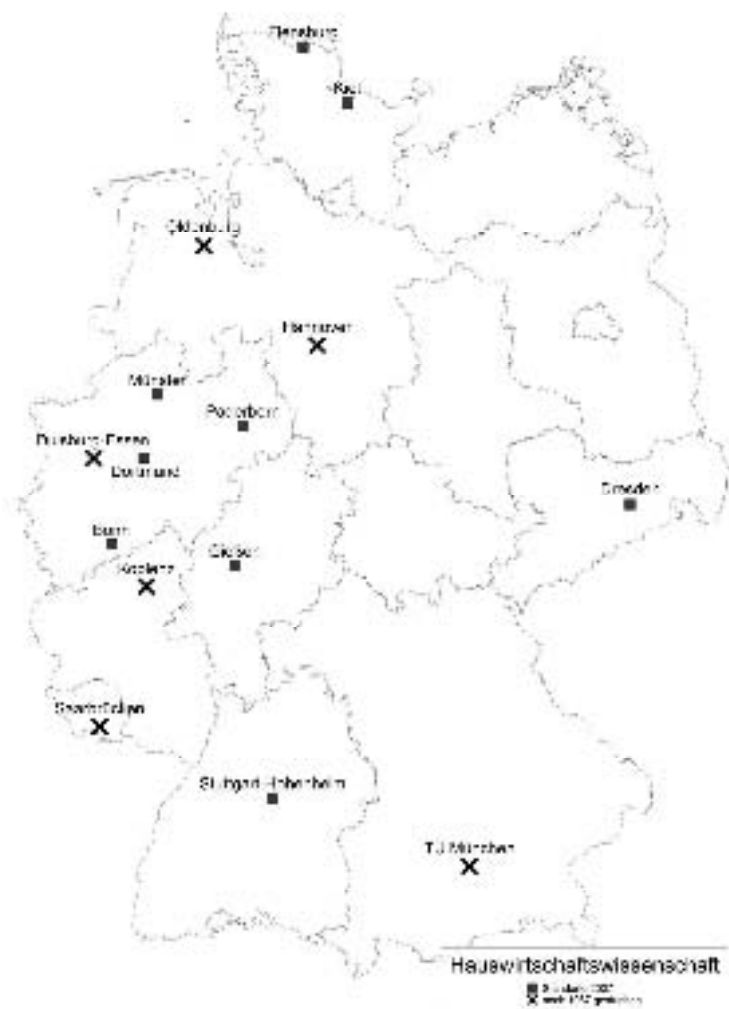 Flensburg
Kiel
Oldenburg
Hannover
Münster
Paderborn
Duisburg-Essen
Dortmund
Dresden
Bonn
Gießen
Koblenz
Saarbrücken
Stuttgart-Hohenheim
TU München
Hauswirtschaftswissenschaft